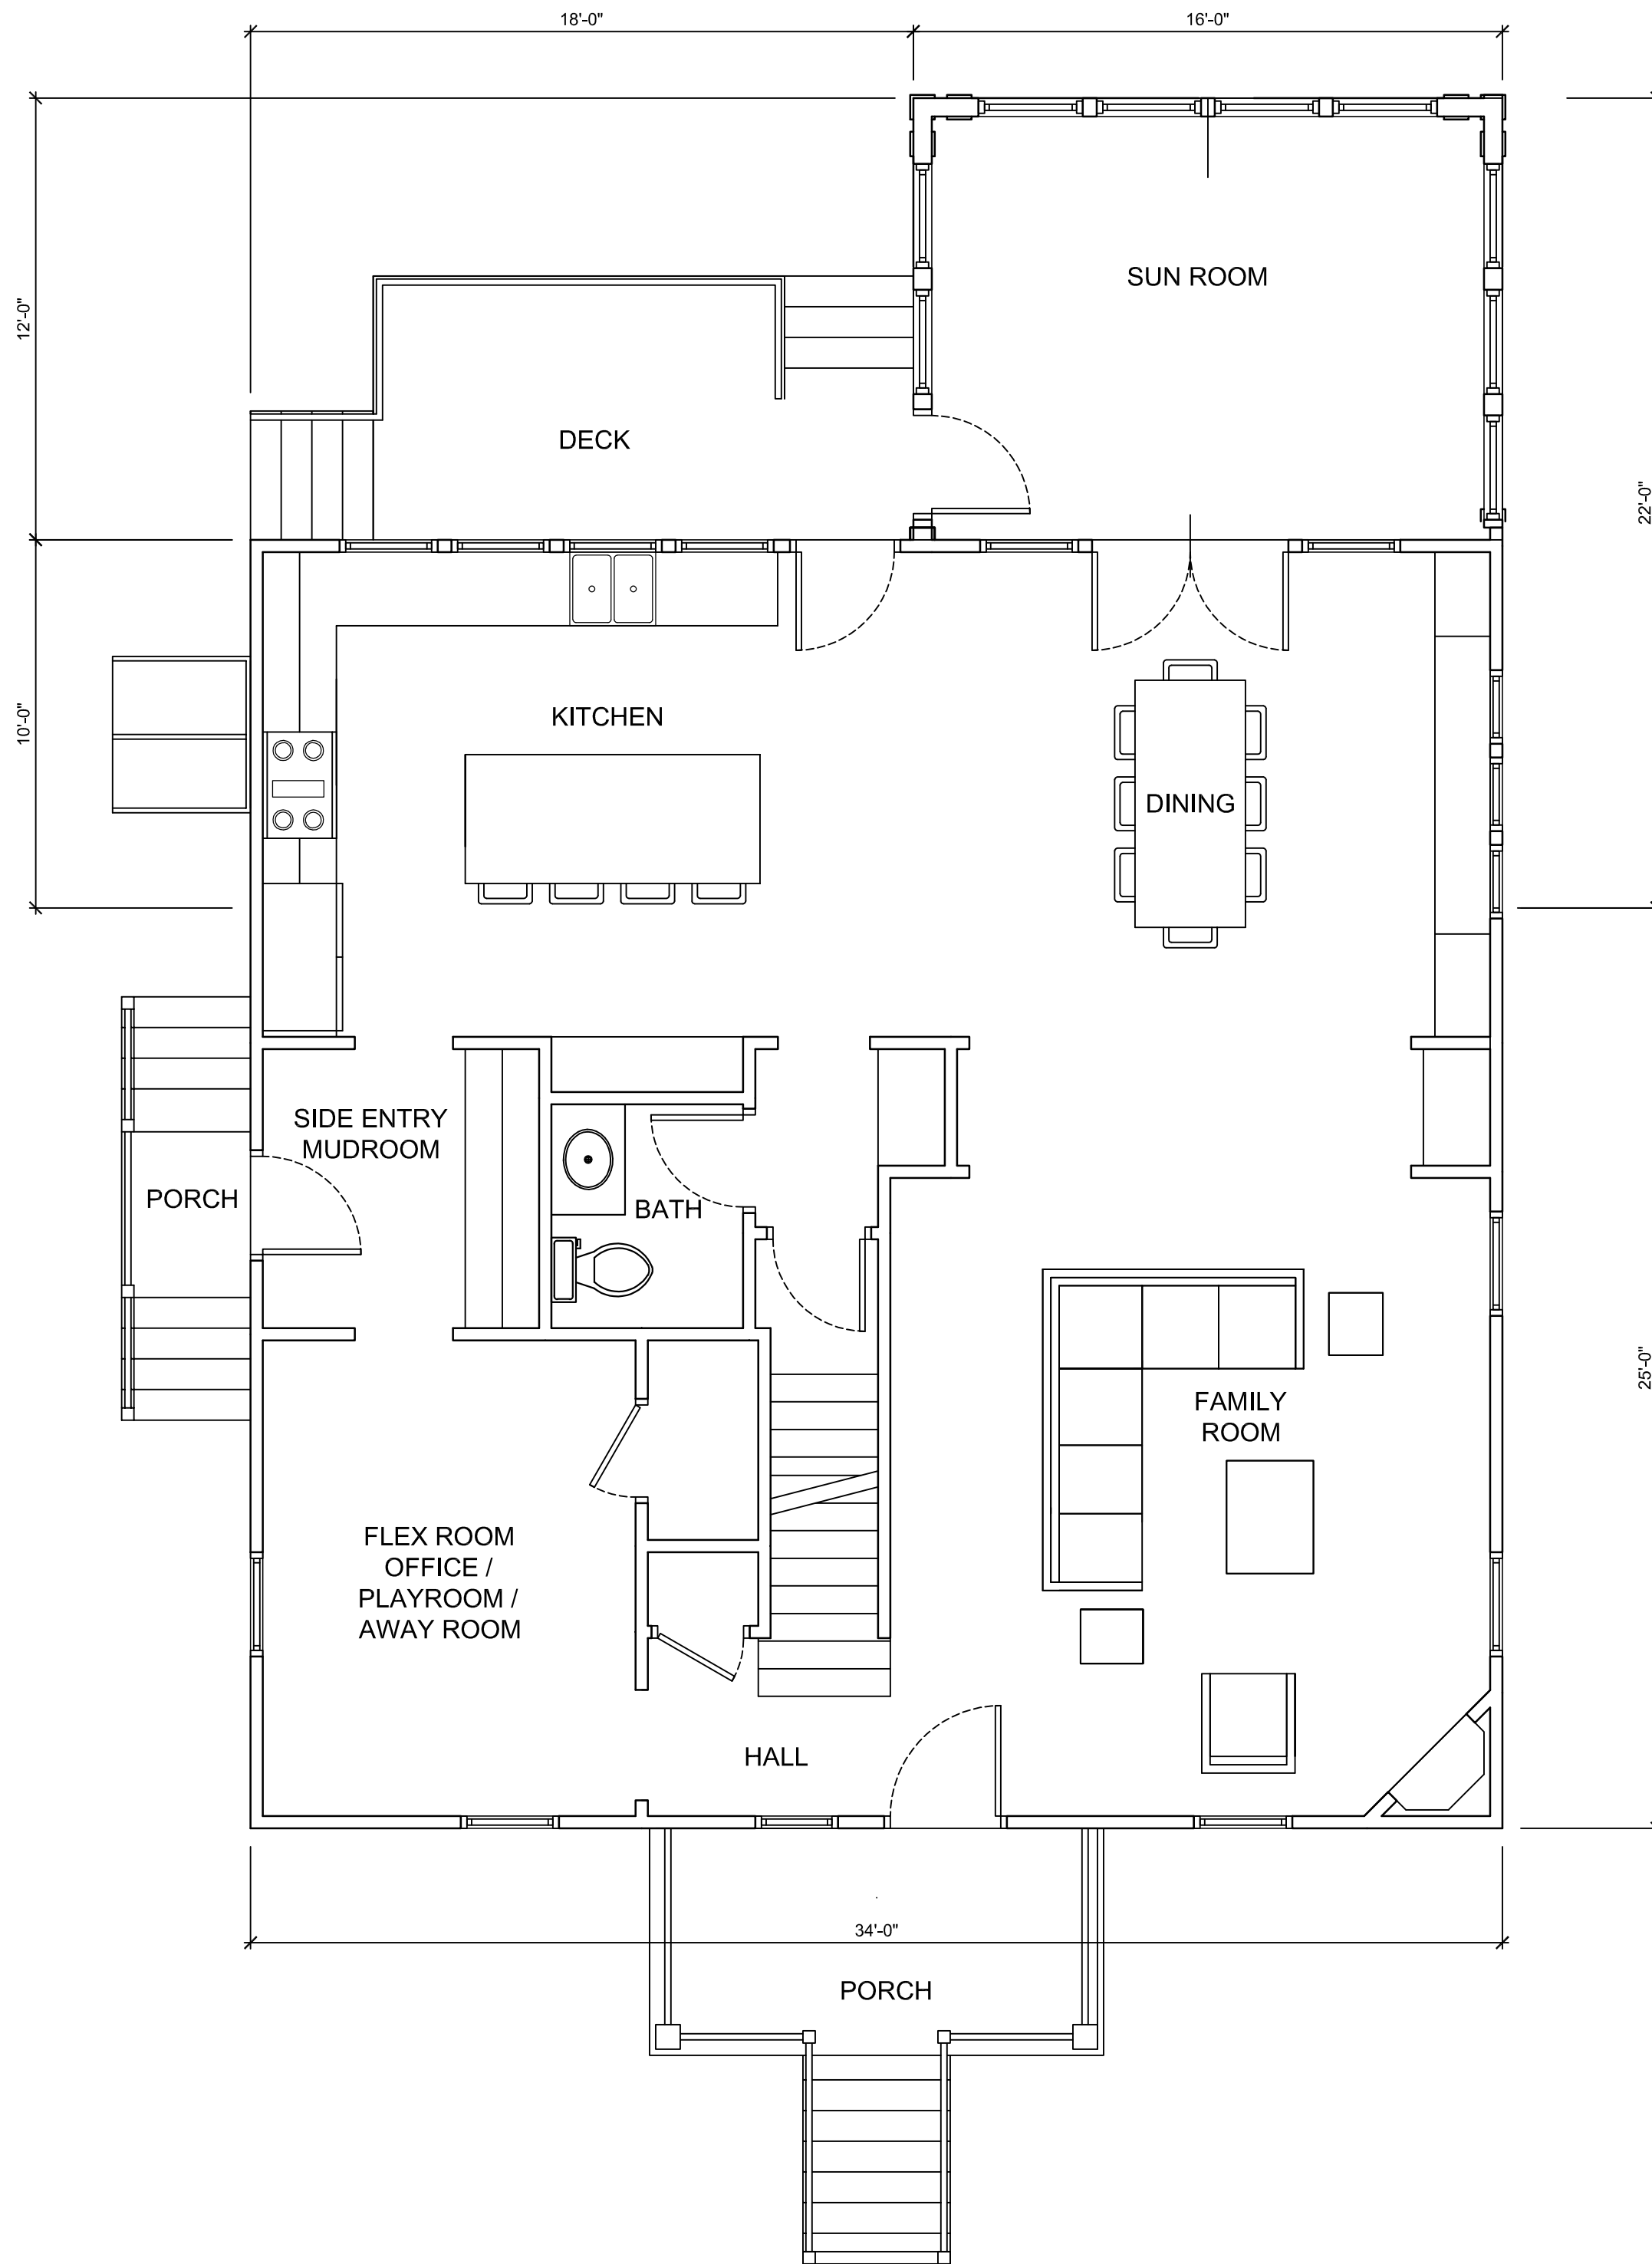 18'-0"
16'-0"
SUN ROOM
12'-0"
DECK
22'-0"
10'-0"
KITCHEN
DINING
SIDE ENTRY
MUDROOM
PORCH
BATH
25'-0"
FAMILY
ROOM
FLEX ROOM
OFFICE /
PLAYROOM /
AWAY ROOM
HALL
34'-0"
PORCH